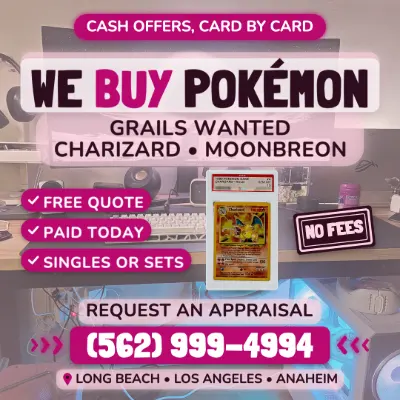 CASH OFFERS, CARD BY CARD
WE BUY POKÉMON
GRAILS WANTED
CHARIZARD • MOONBREON
✓ FREE QUOTE
✓ PAID TODAY
✓ SINGLES OR SETS
NO FEES
REQUEST AN APPRAISAL
(562) 999-4994
LONG BEACH • LOS ANGELES • ANAHEIM